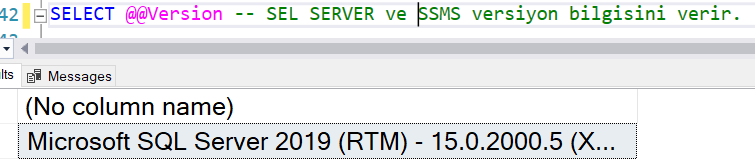 42 SELECT @@Version -- SEL SERVER ve SSMS versiyon bilgisini verir.
Messages
(No column name)
Microsoft SQL Server 2019 (RTM) - 15.0.2000.5 (X...